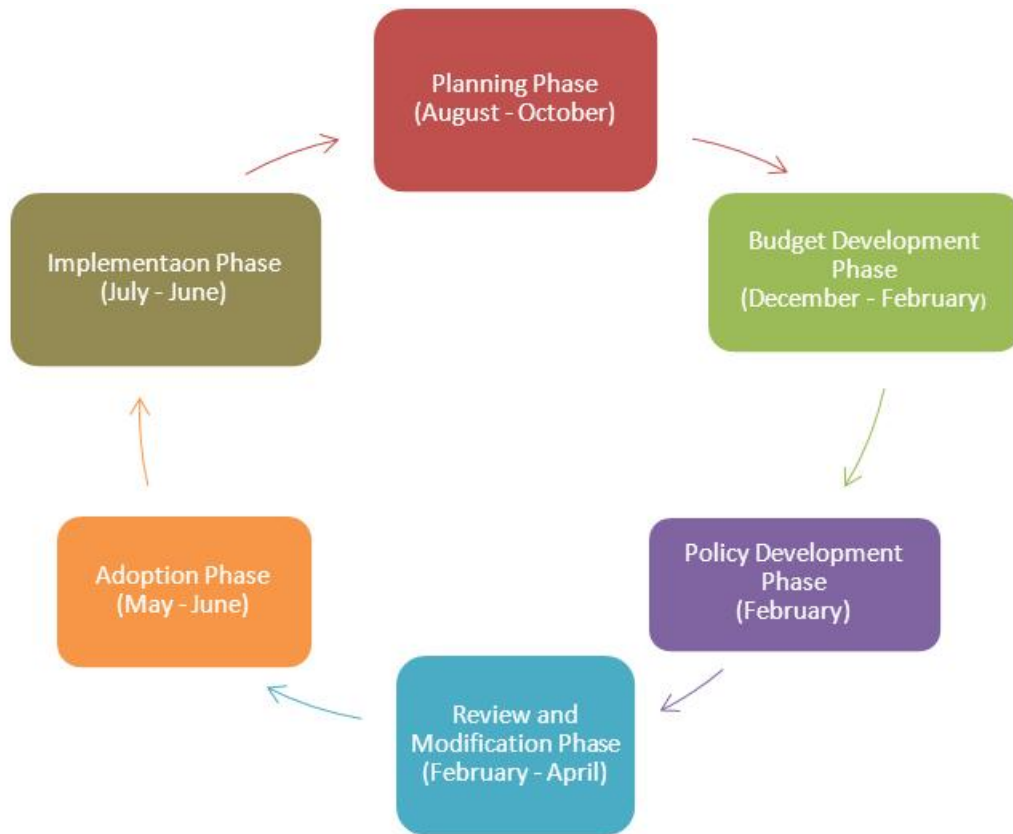 Planning Phase
(August - October)
Budget Development
Phase
(December - February)
Policy Development
Phase
(February)
Review and
Modification Phase
(February - April)
Adoption Phase
(May - June)
Implementaon Phase
(July - June)